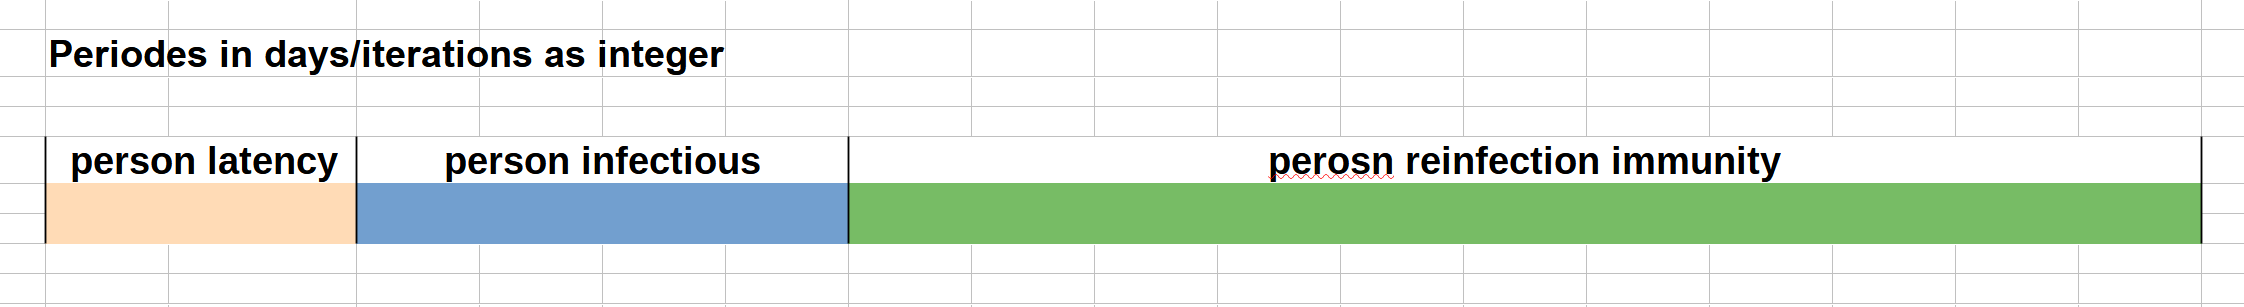 Periodes in days/iterations as integer
person latency
person infectious
perosn reinfection immunity